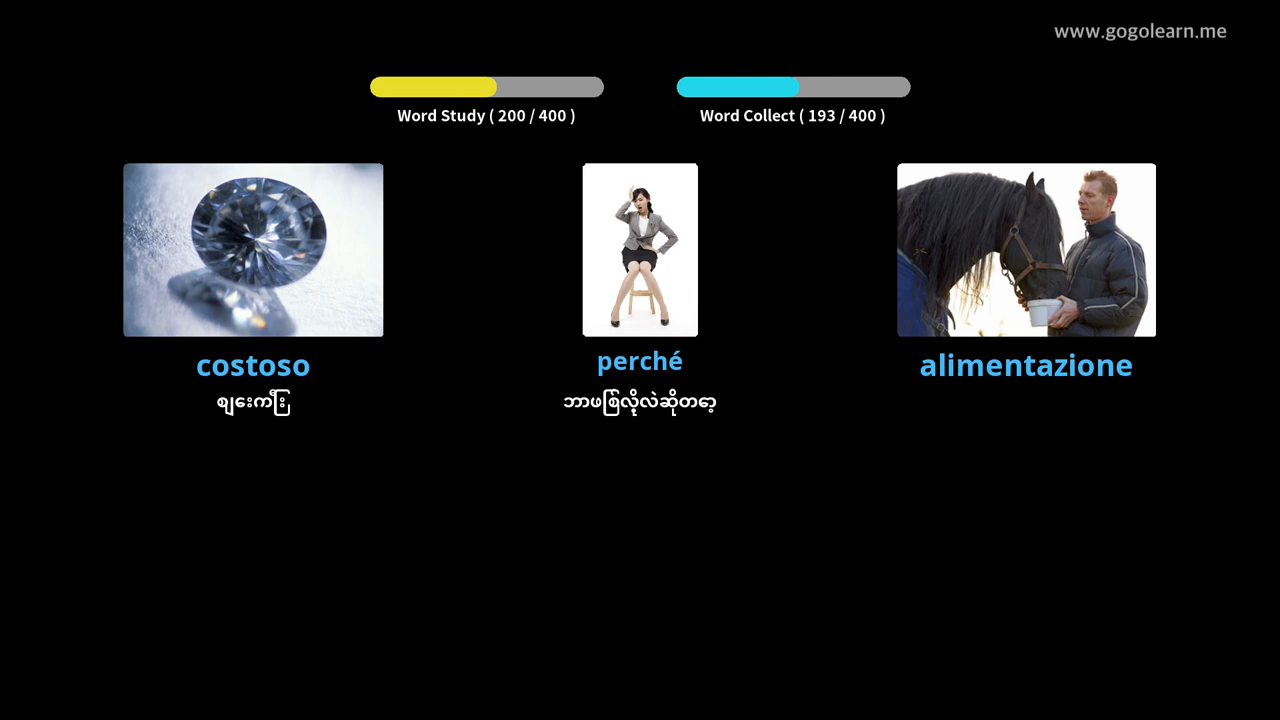 www.gogolearn.me
Word Study ( 200 / 400 )
Word Collect ( 193 / 400 )
costoso
perché
alimentazione
ဈေးကြီး
ဘာဖြစ်လို့လဲဆိုတော့